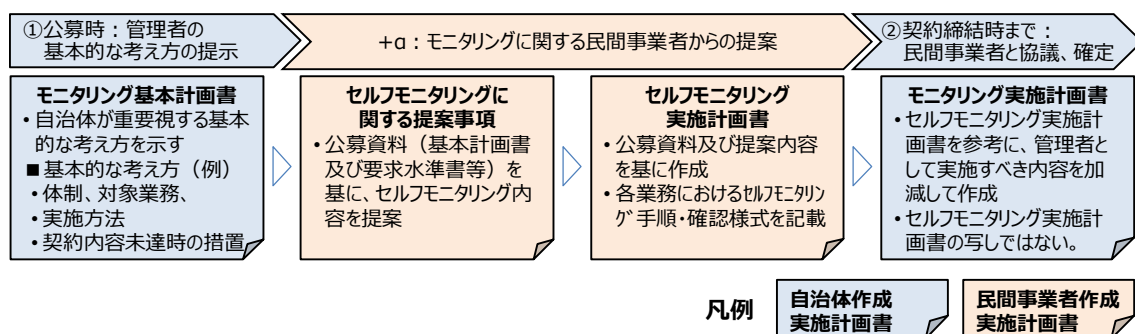 ①公募時：管理者の
基本的な考え方の提示
+α：モニタリングに関する民間事業者からの提案
②契約締結時まで：
民間事業者と協議、確定
モニタリング基本計画書
・自治体が重要視する基本
的な考え方を示す
■基本的な考え方（例）
・体制、対象業務、
・実施方法
・契約内容未達時の措置
セルフモニタリングに
関する提案事項
・公募資料（基本計画書
及び要求水準書等）を
基に、セルフモニタリング内
容を提案
セルフモニタリング
実施計画書
・公募資料及び提案内容
を基に作成
・各業務におけるｾﾙﾌﾓﾆﾀﾘﾝ
ｸﾞ手順・確認様式を記載
モニタリング実施計画書
・セルフモニタリング実施計
画書を参考に、管理者と
して実施すべき内容を加
減して作成
・セルフモニタリング実施計
画書の写しではない。
凡例
自治体作成
実施計画書
民間事業者作成
実施計画書